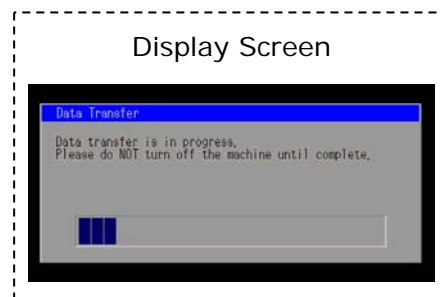 Display Screen
Data Transfer
Data transfer is in progress.
Please do NOT turn off the machine until complete.